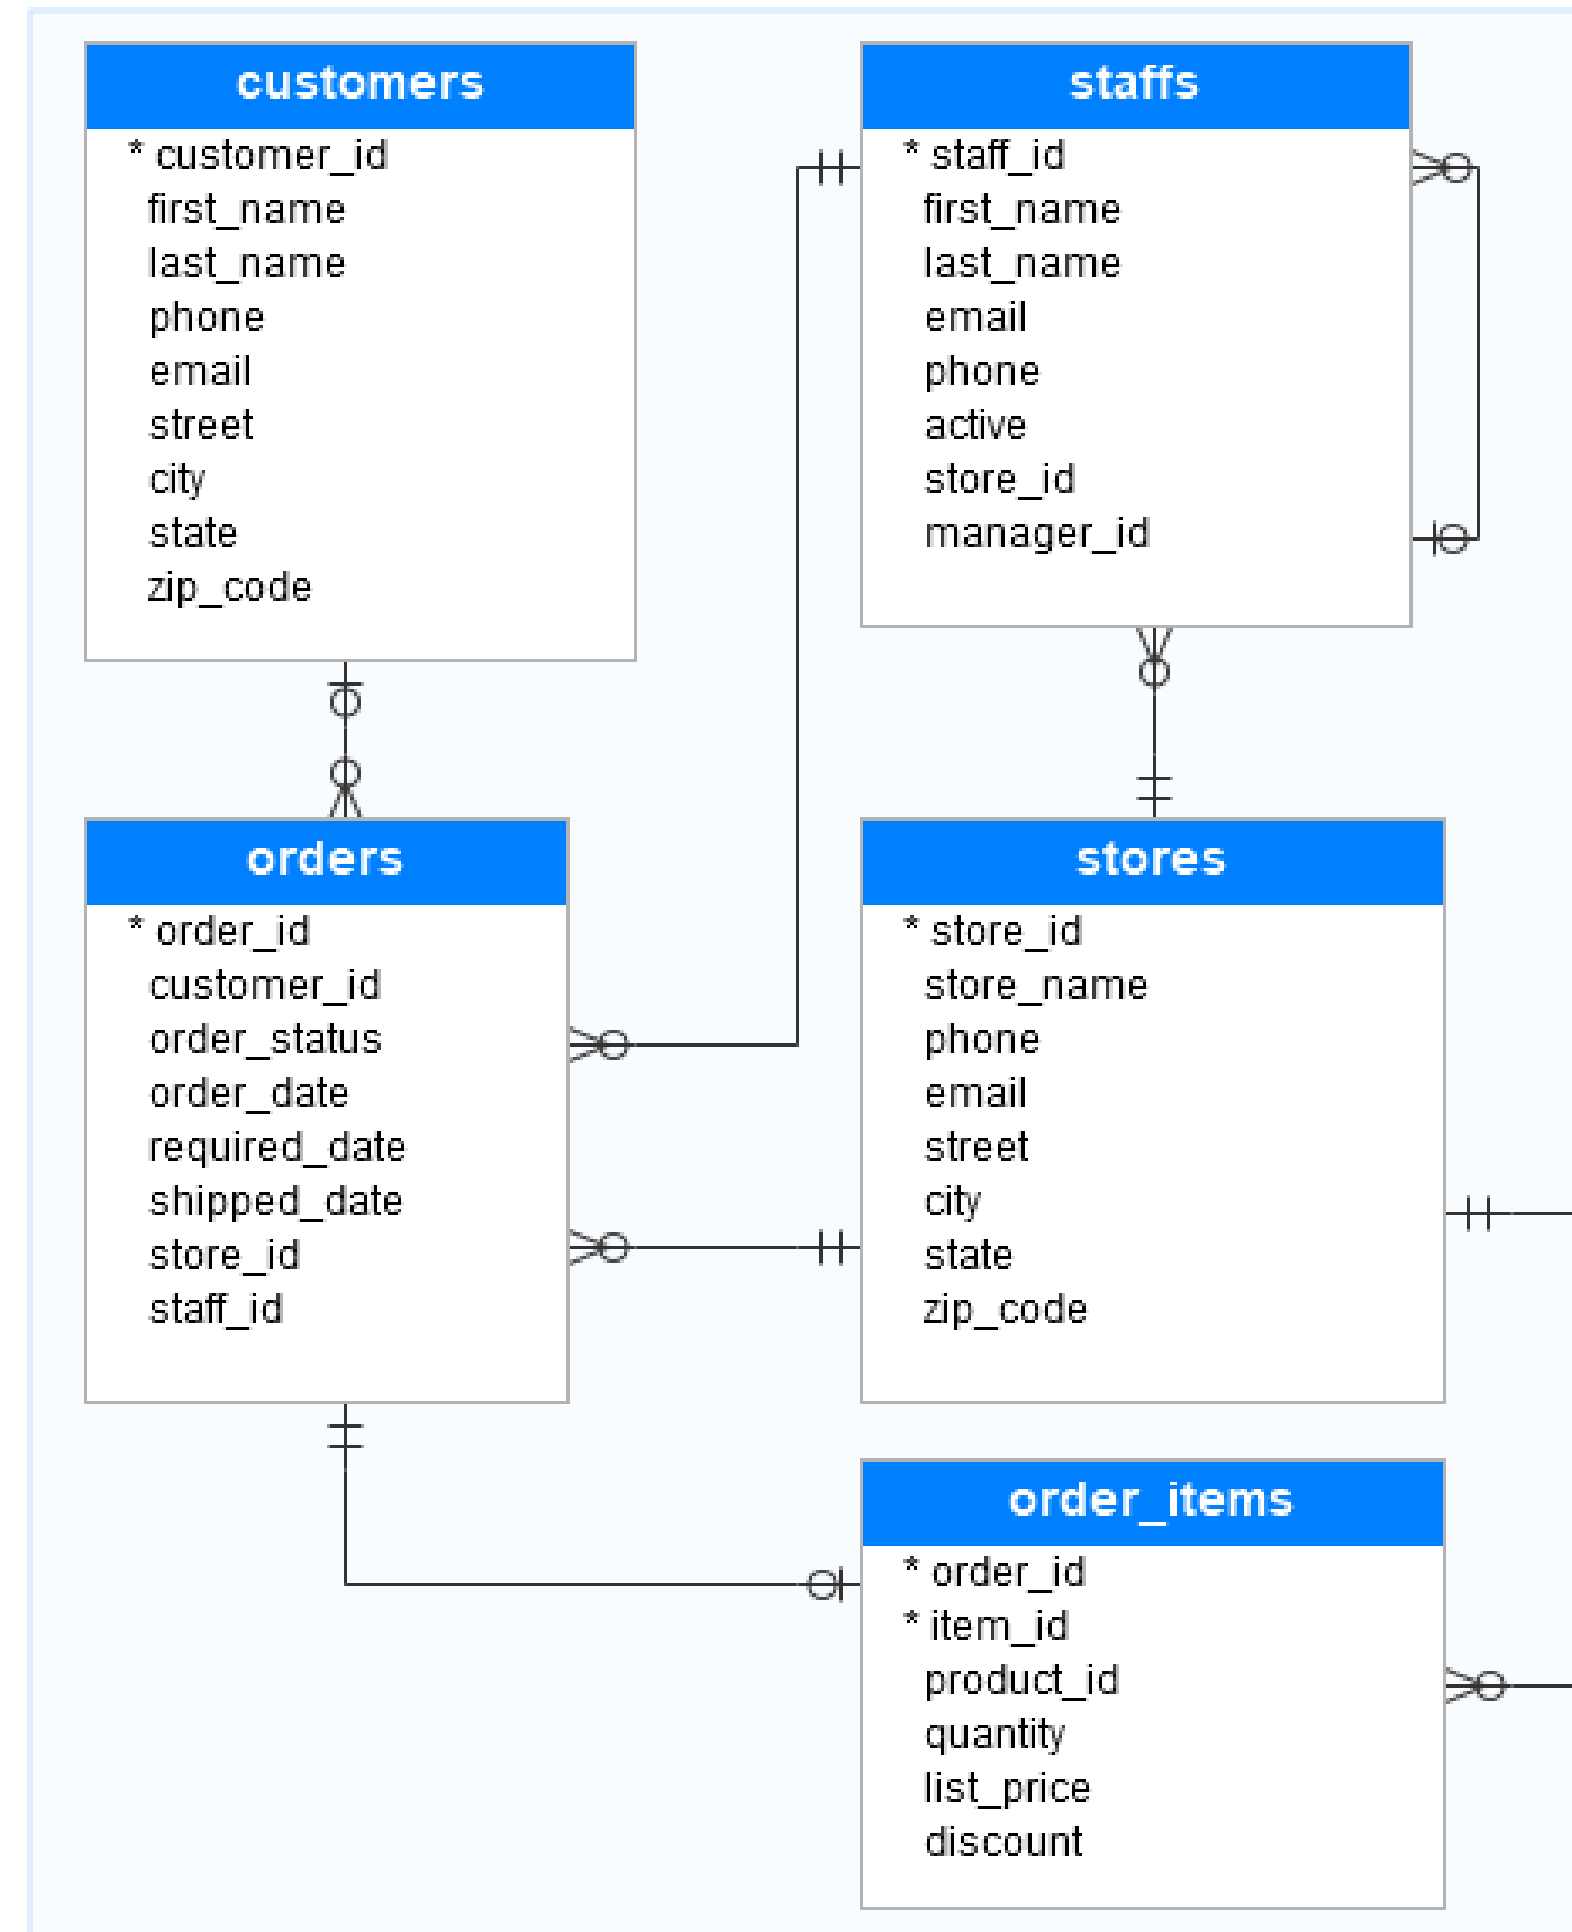 customers
* customer_id
first_name
last_name
phone
email
street
city
state
zip_code
staffs
* staff_id
first_name
last_name
email
phone
active
store_id
manager_id
orders
* order_id
customer_id
order_status
order_date
required_date
shipped_date
store_id
staff_id
stores
* store_id
store_name
phone
email
street
city
state
zip_code
order_items
* order_id
* item_id
product_id
quantity
list_price
discount